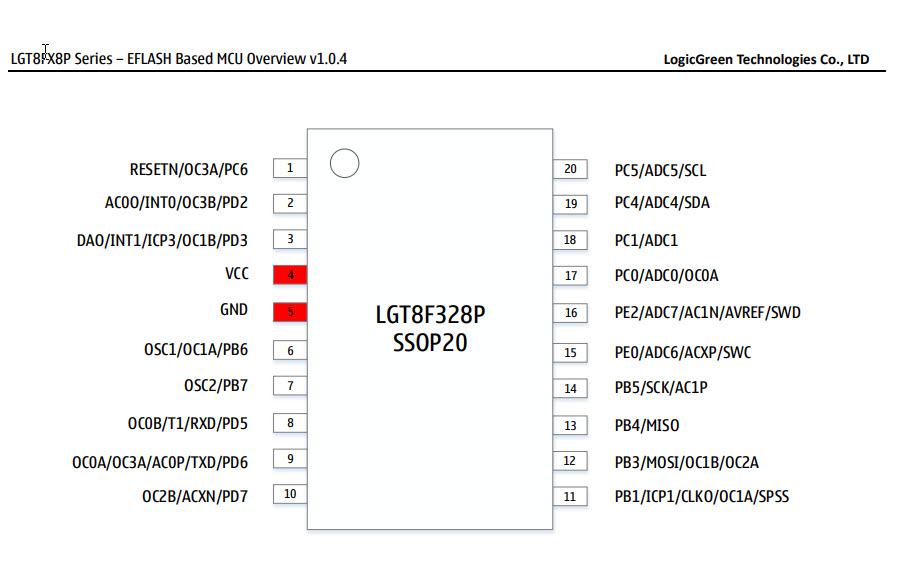 LGT8FX8P Series – EFLASH Based MCU Overview v1.0.4
LogicGreen Technologies Co., LTD
RESETN/OC3A/PC6 1
AC0O/INT0/OC3B/PD2 2
DAO/INT1/ICP3/OC1B/PD3 3
VCC 4
GND 5
OSC1/OC1A/PB6 6
OSC2/PB7 7
OC0B/T1/RXD/PD5 8
OC0A/OC3A/AC0P/TXD/PD6 9
OC2B/ACXN/PD7 10
LGT8F328P
SSOP20
20 PC5/ADC5/SCL
19 PC4/ADC4/SDA
18 PC1/ADC1
17 PC0/ADC0/OC0A
16 PE2/ADC7/AC1N/AVREF/SWD
15 PE0/ADC6/ACXP/SWC
14 PB5/SCK/AC1P
13 PB4/MISO
12 PB3/MOSI/OC1B/OC2A
11 PB1/ICP1/CLKO/OC1A/SPSS